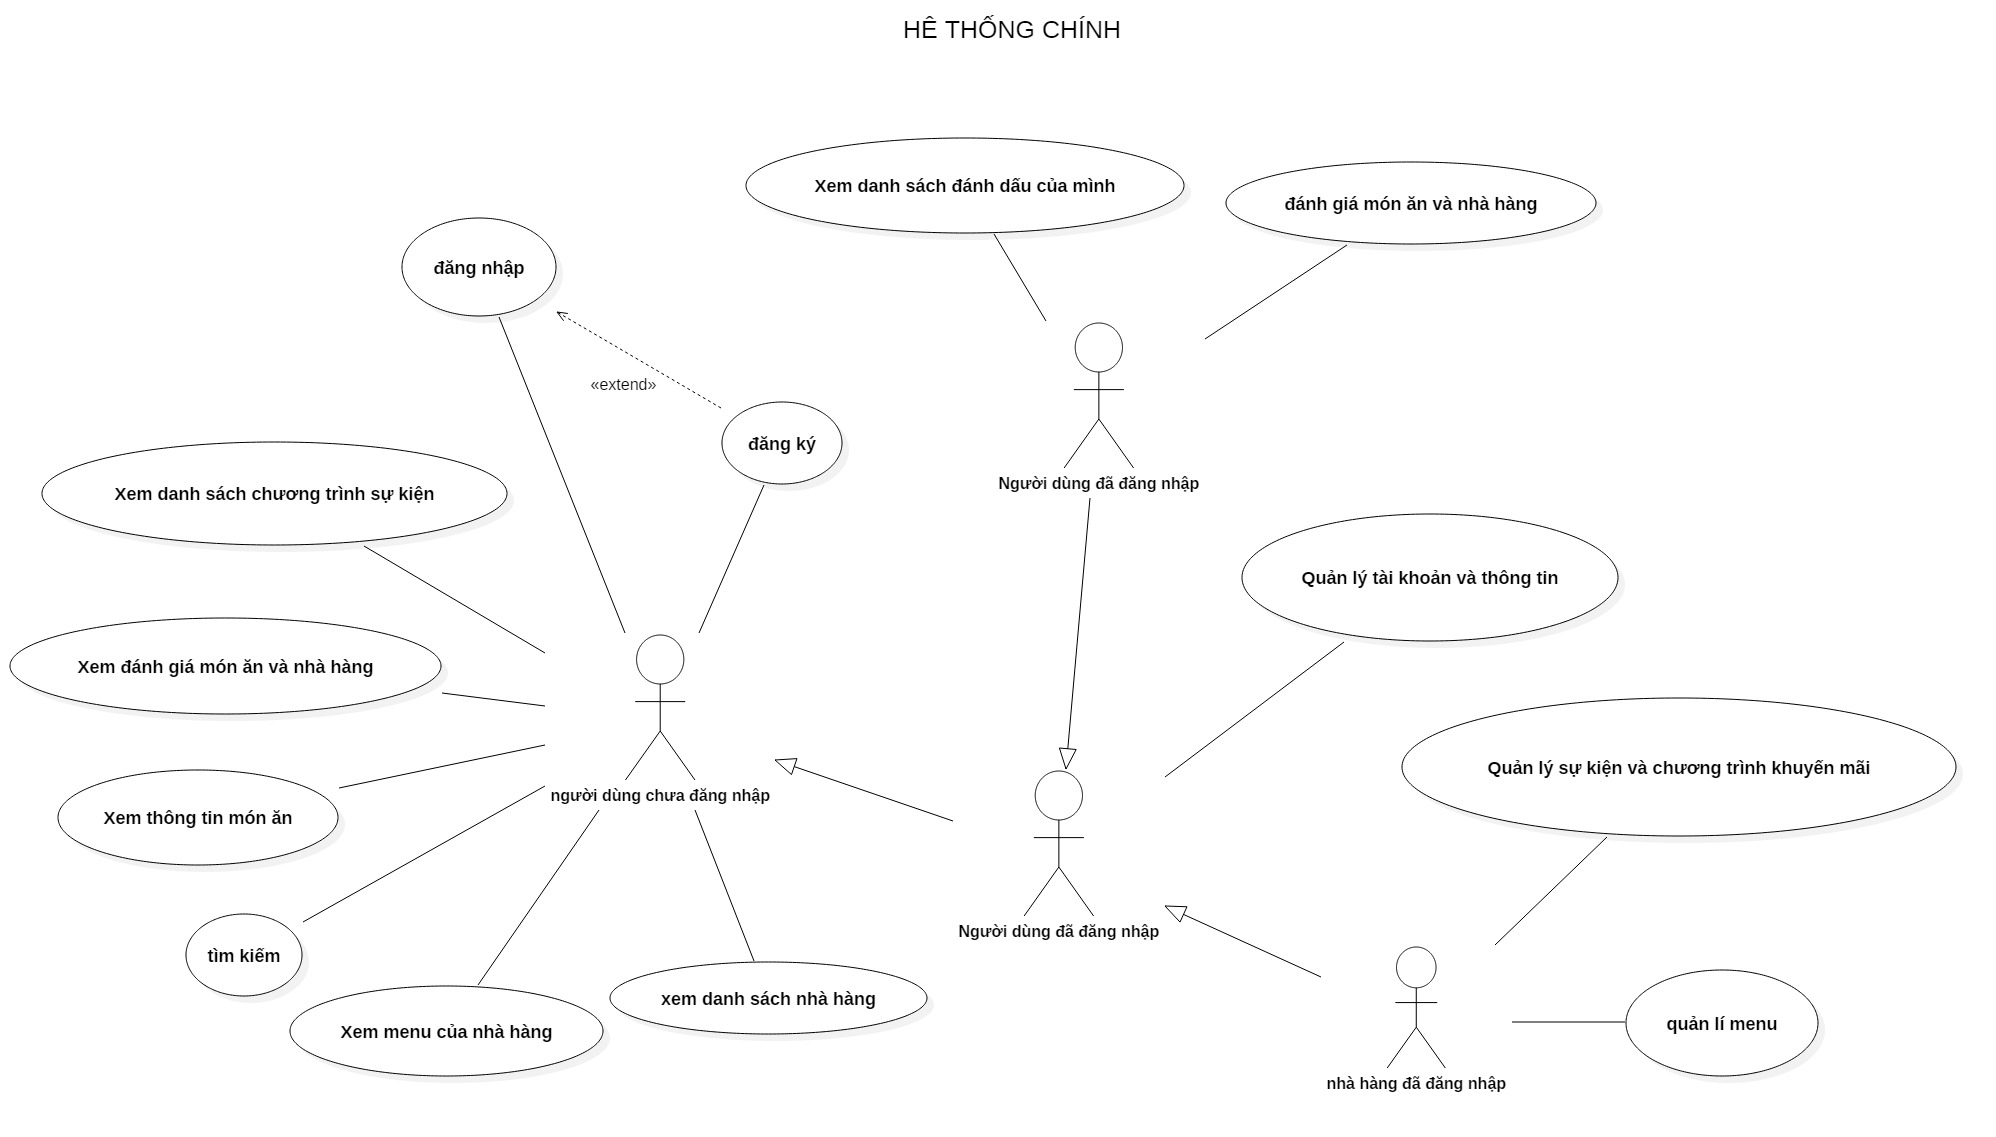 HÊ THỐNG CHÍNH
Xem danh sách đánh dấu của mình
đánh giá món ăn và nhà hàng
đăng nhập
«extend»
đăng ký
Người dùng đã đăng nhập
Xem danh sách chương trình sự kiện
Quản lý tài khoản và thông tin
Xem đánh giá món ăn và nhà hàng
Quản lý sự kiện và chương trình khuyến mãi
người dùng chưa đăng nhập
Xem thông tin món ăn
Người dùng đã đăng nhập
tìm kiếm
xem danh sách nhà hàng
Xem menu của nhà hàng
quản lí menu
nhà hàng đã đăng nhập